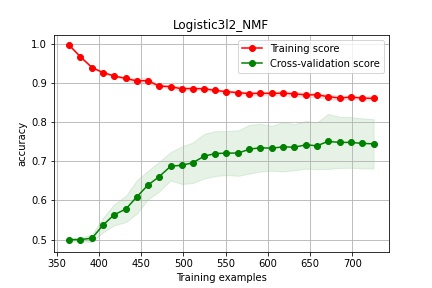 Logistic3l2_NMF
1.0
0.9
0.8
0.7
0.6
0.5
accuracy
Training score
Cross-validation score
350 400 450 500 550 600 650 700
Training examples